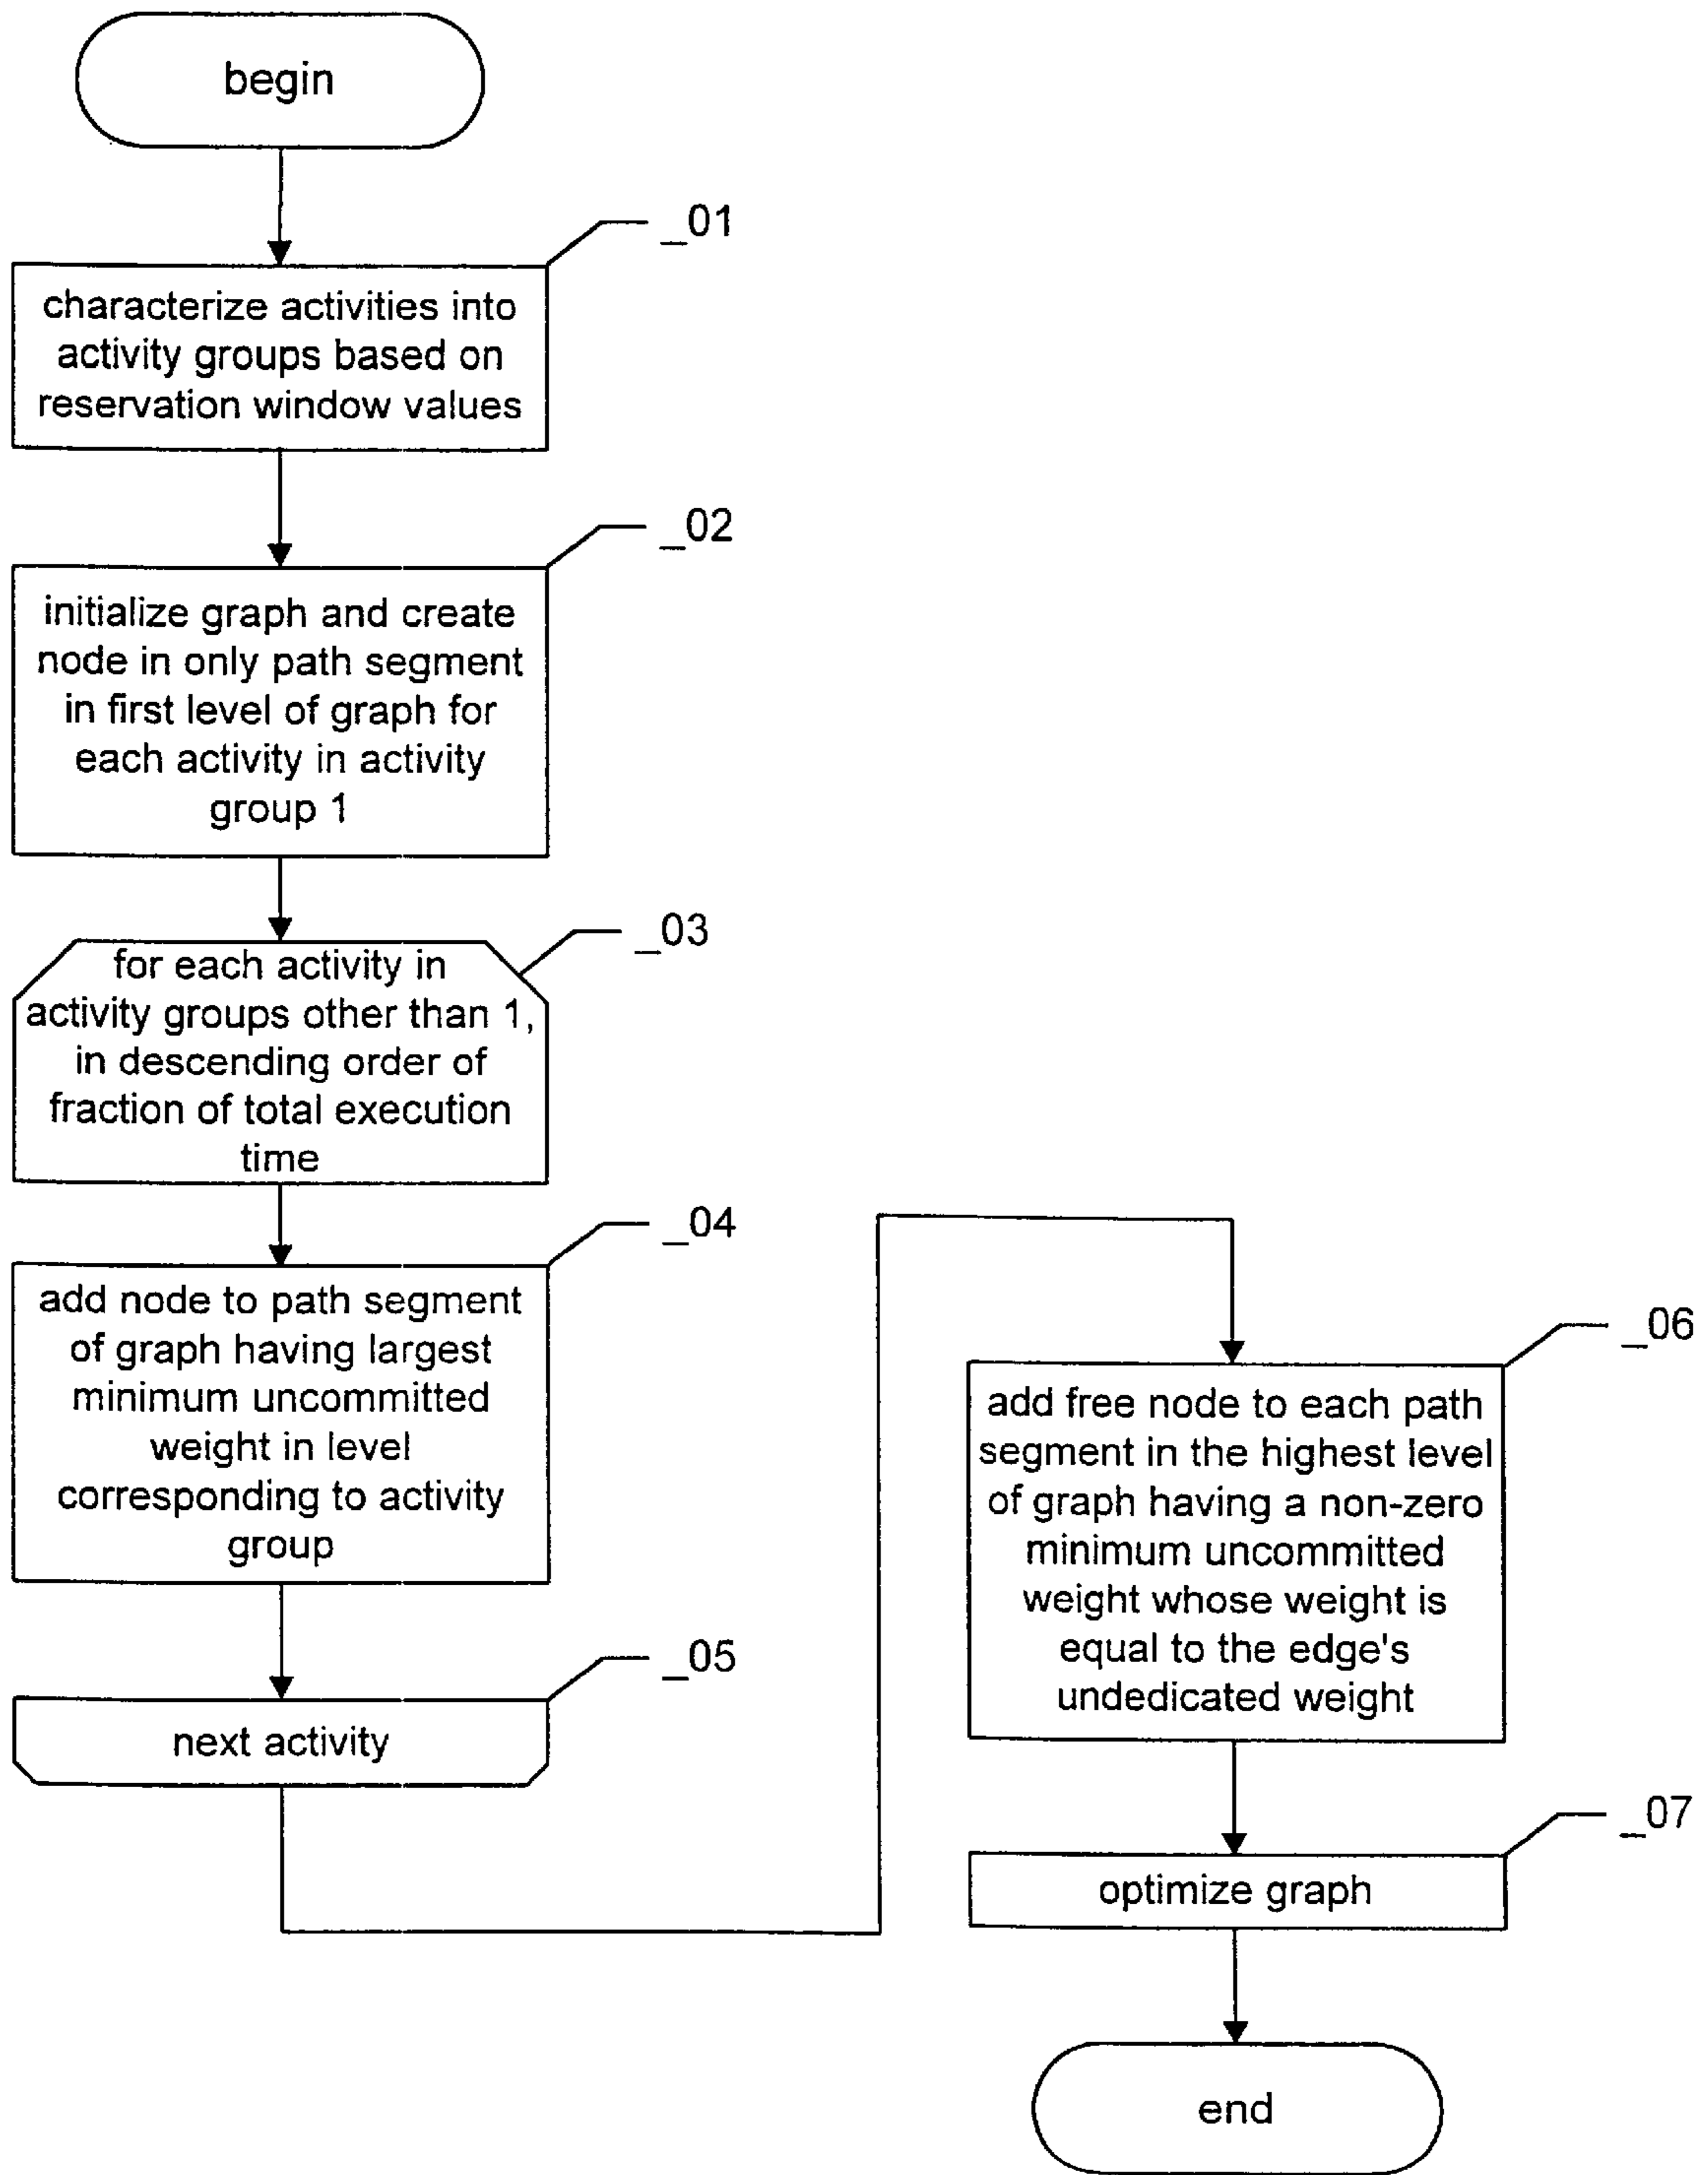 begin
_01
characterize activities into
activity groups based on
reservation window values
_02
initialize graph and create
node in only path segment
in first level of graph for
each activity in activity
group 1
_03
for each activity in
activity groups other than 1,
in descending order of
fraction of total execution
time
_04
add node to path segment
of graph having largest
minimum uncommitted
weight in level
corresponding to activity
group
_05
next activity
_06
add free node to each path
segment in the highest level
of graph having a non-zero
minimum uncommitted
weight whose weight is
equal to the edge's
undedicated weight
_07
optimize graph
end